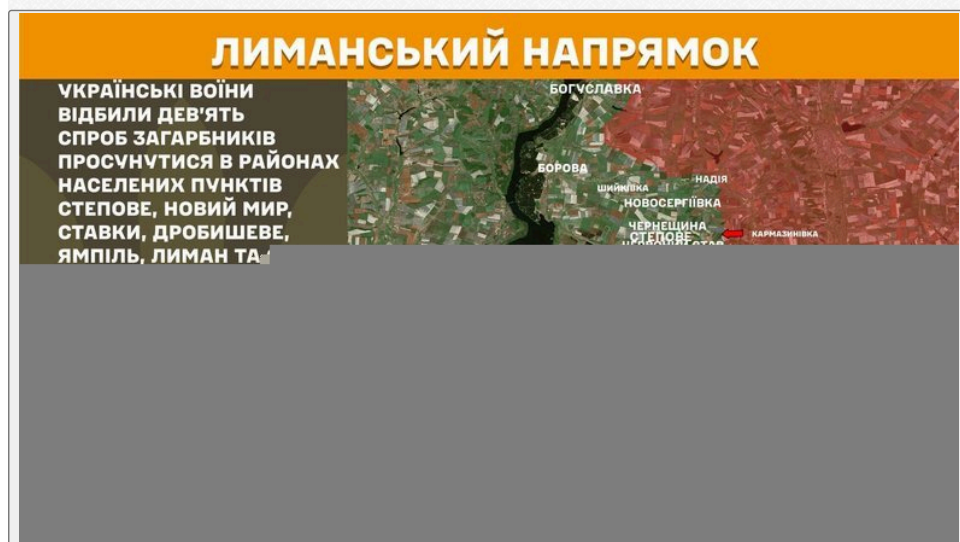 ЛИМАНСЬКИЙ НАПРЯМОК
УКРАЇНСЬКІ ВОЇНИ
ВІДБИЛИ ДЕВ'ЯТЬ
СПРОБ ЗАГАРБНИКІВ
ПРОСУНУТИСЯ В РАЙОНАХ
НАСЕЛЕНИХ ПУНКТІВ
СТЕПОВЕ, НОВИЙ МИР,
СТАВКИ, ДРОБИШЕВЕ,
ЯМПІЛЬ, ЛИМАН ТА
БОГУСЛАВКА
БОРОВА
НАДІЯ
ШИЙКІВКА
НОВОСЕРГІЇВКА
ЧЕРНЕЩИНА
КАРМАЗИНІВКА
СТЕПОВЕ